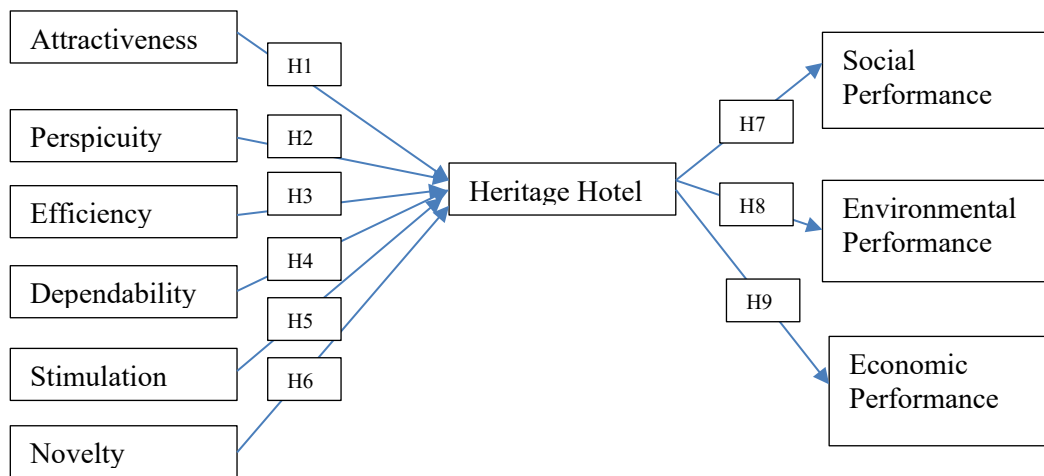 Attractiveness
H1
Perspicuity
H2
Efficiency
H3
Dependability
H4
Stimulation
H5
Novelty
H6
Heritage Hotel
H7
Social
Performance
H8
Environmental
Performance
H9
Economic
Performance